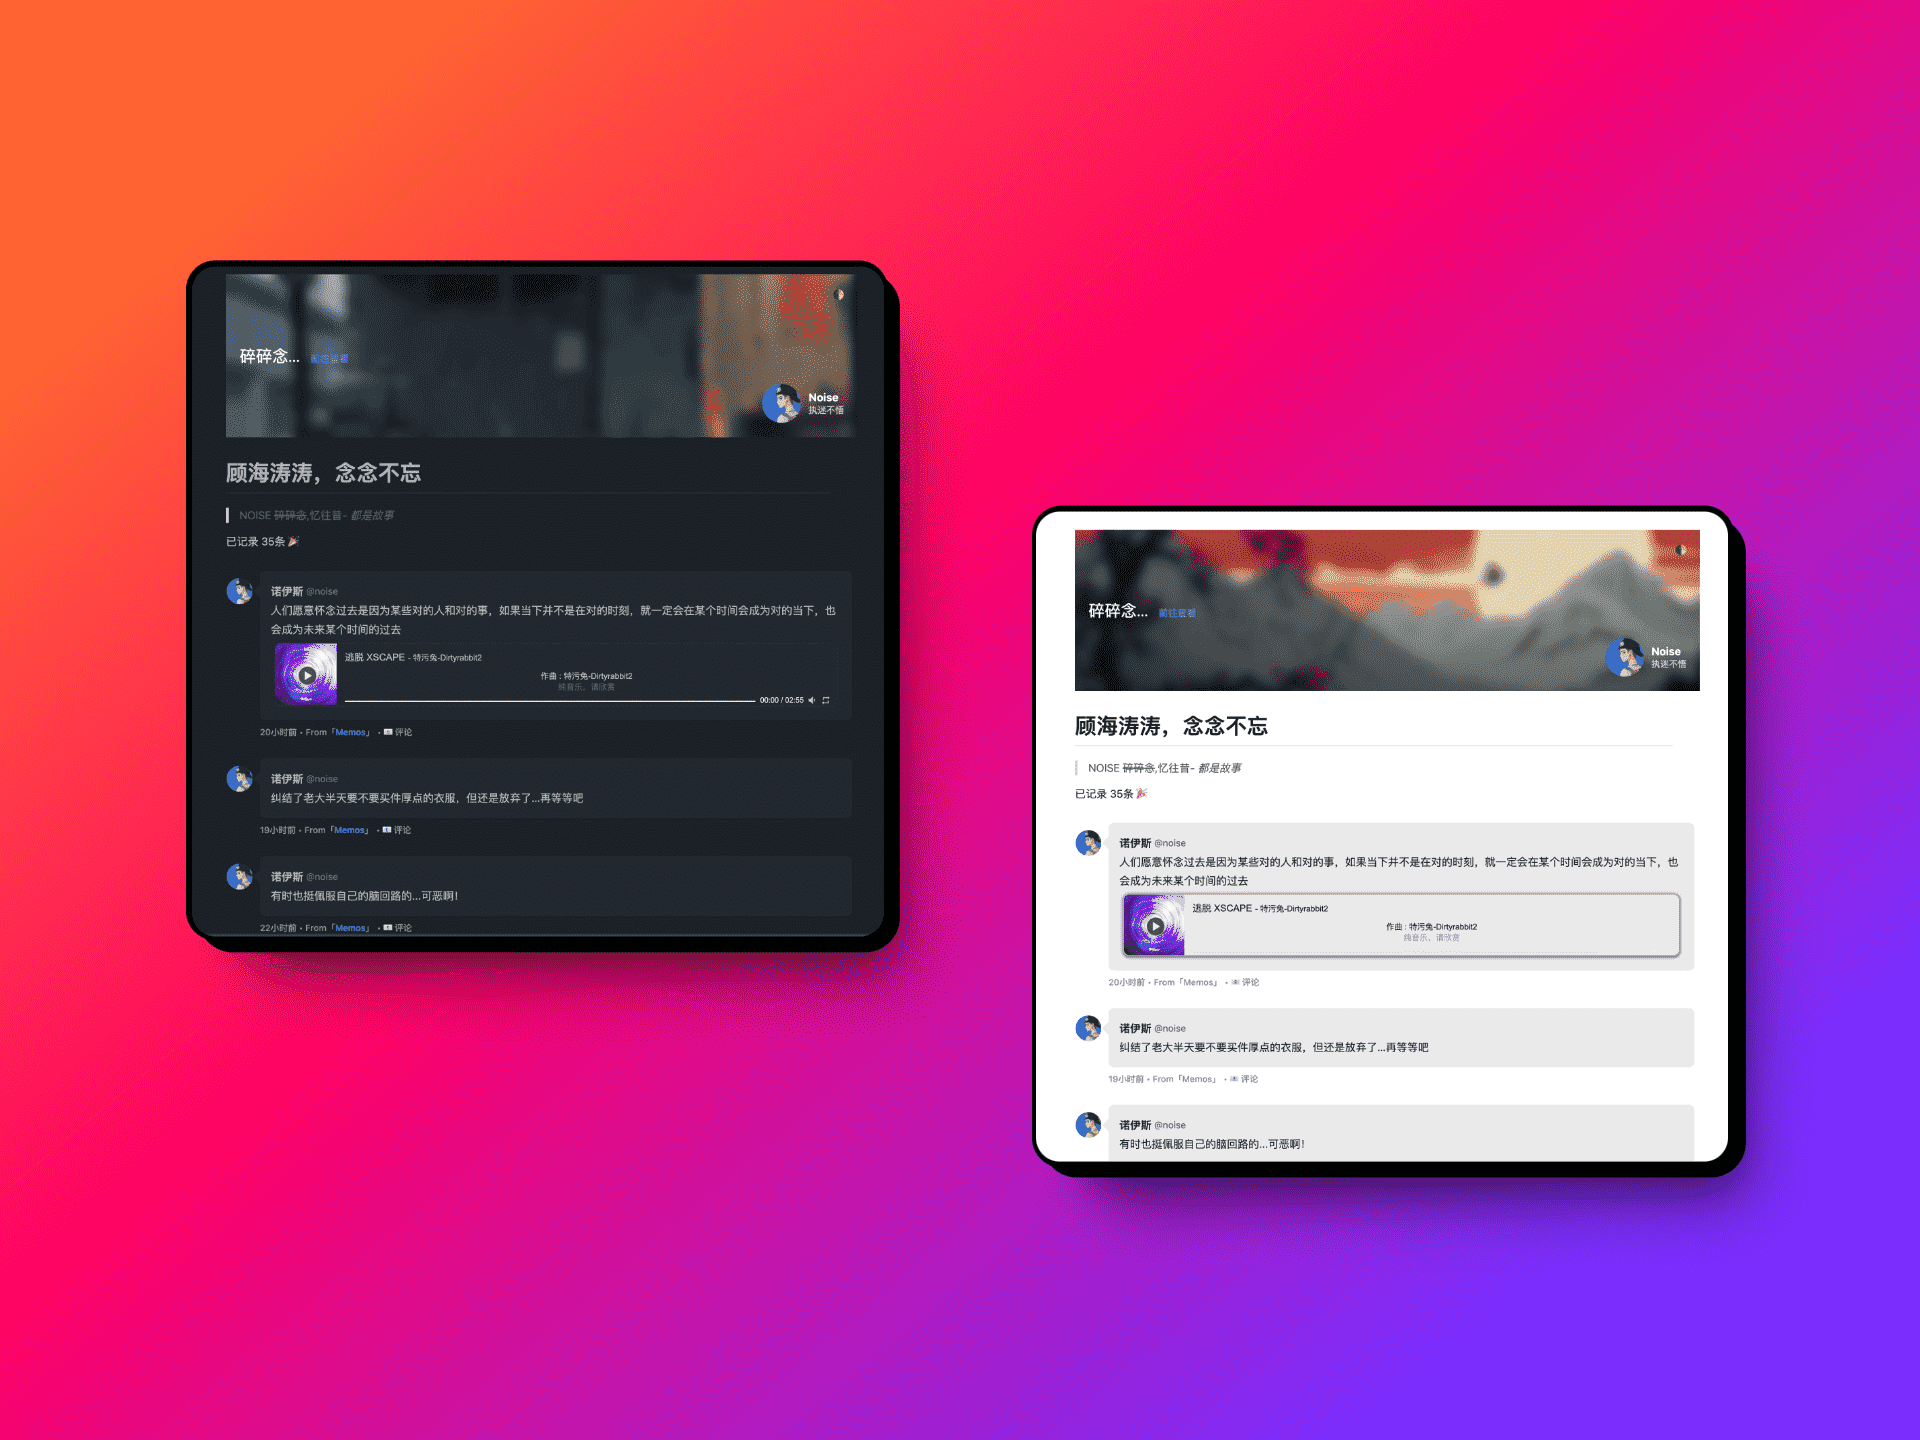 碎碎念... 前往查看
Noise
执迷不悟
顾海涛涛，念念不忘
NOISE 碎碎念,忆往昔- 都是故事
已记录 35条 🎉
诺伊斯 @noise
人们愿意怀念过去是因为某些对的人和对的事，如果当下并不是在对的时刻，就一定会在某个时间会成为对的当下，也
会成为未来某个时间的过去
逃脱 XSCAPE - 特污兔-Dirtyrabbit2
作曲 : 特污兔-Dirtyrabbit2
纯音乐，请欣赏
00:00 / 02:55
20小时前 • From「Memos」 • 评论
诺伊斯 @noise
纠结了老大半天要不要买件厚点的衣服，但还是放弃了...再等等吧
19小时前 • From「Memos」 • 评论
诺伊斯 @noise
有时也挺佩服自己的脑回路的...可恶啊！
22小时前 • From「Memos」 • 评论
碎碎念... 前往查看
Noise
执迷不悟
顾海涛涛，念念不忘
NOISE 碎碎念,忆往昔- 都是故事
已记录 35条 🎉
诺伊斯 @noise
人们愿意怀念过去是因为某些对的人和对的事，如果当下并不是在对的时刻，就一定会在某个时间会成为对的当下，也
会成为未来某个时间的过去
逃脱 XSCAPE - 特污兔-Dirtyrabbit2
作曲 : 特污兔-Dirtyrabbit2
纯音乐，请欣赏
20小时前 • From「Memos」 • 评论
诺伊斯 @noise
纠结了老大半天要不要买件厚点的衣服，但还是放弃了...再等等吧
19小时前 • From「Memos」 • 评论
诺伊斯 @noise
有时也挺佩服自己的脑回路的...可恶啊！